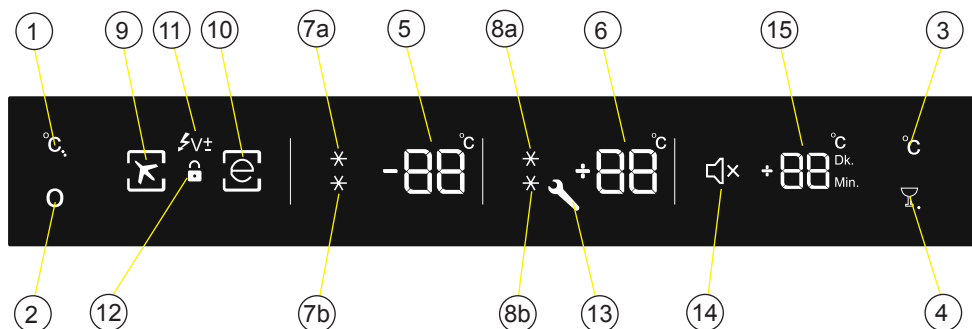 1 9 11 10 7a 5 8a 6 15 3
°C. V± °C °C °C °C
e -88 +88 +88 Dk.
O Min.
2 12 7b 8b 13 14 4